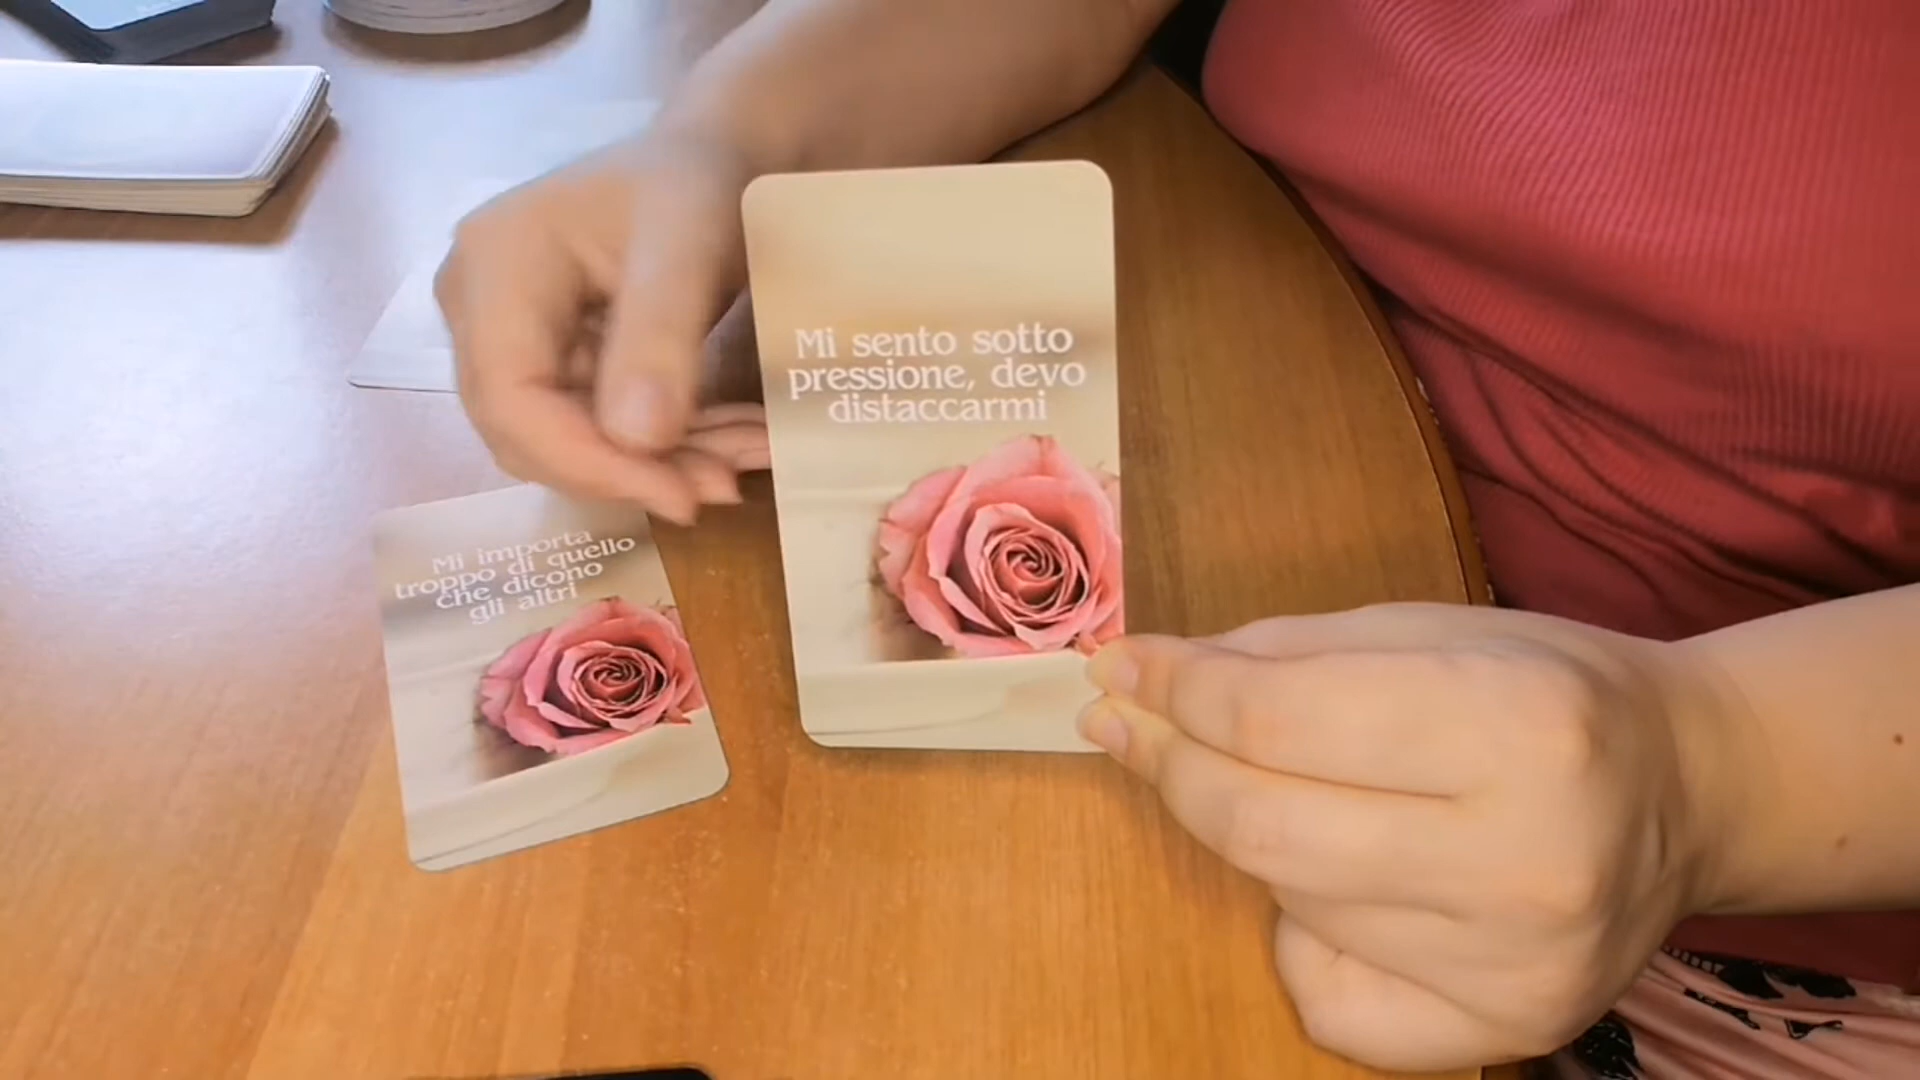 Mi sento sotto
pressione, devo
distaccarmi
Mi importa
troppo di quello
che dicono
gli altri